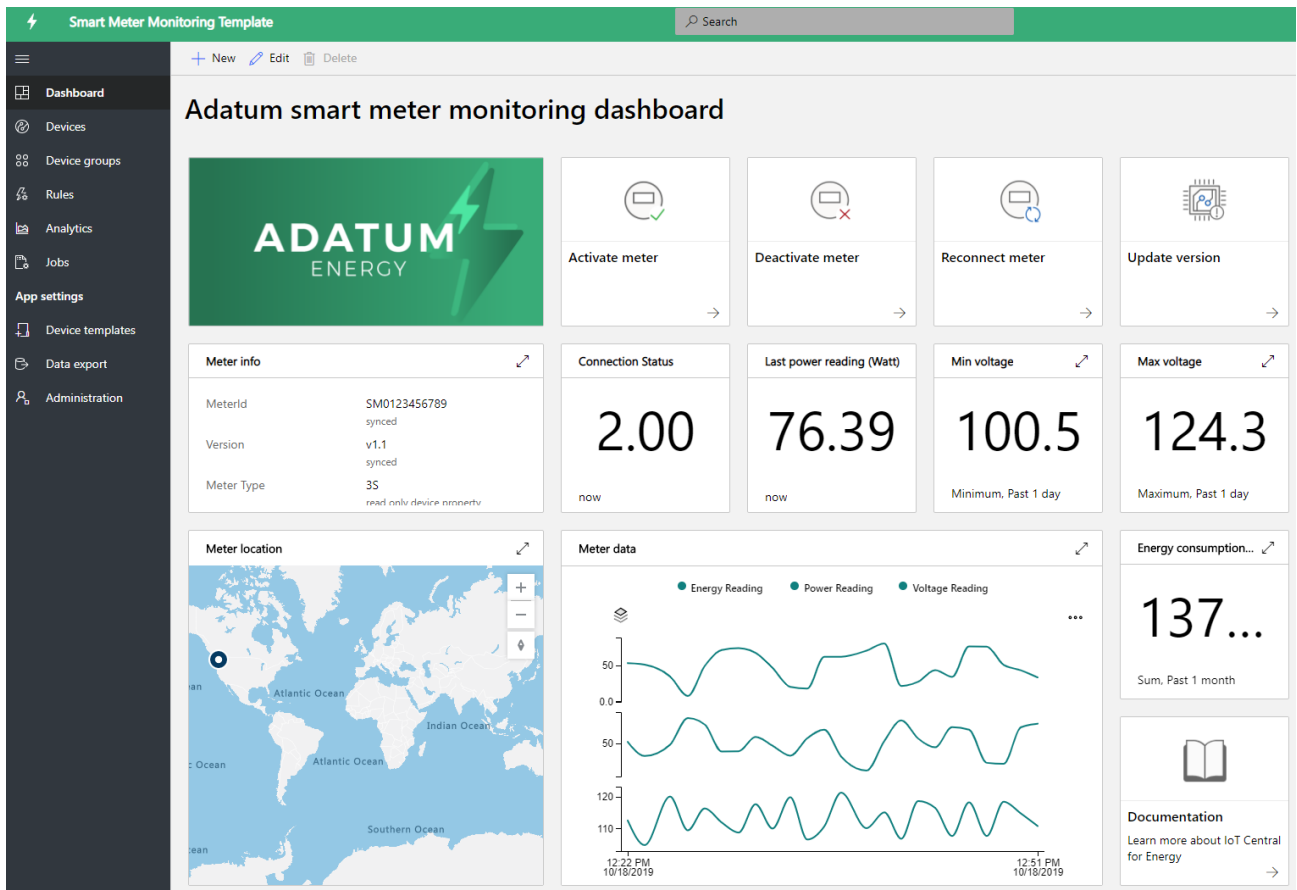 Smart Meter Monitoring Template
Search
New Edit Delete
Dashboard
Devices
Device groups
Rules
Analytics
Jobs
App settings
Device templates
Data export
Administration
Adatum smart meter monitoring dashboard
ADATUM
ENERGY
Activate meter
Deactivate meter
Reconnect meter
Update version
Meter info
MeterId SM0123456789
synced
Version v1.1
synced
Meter Type 3S
read only device property
Connection Status
2.00
now
Last power reading (Watt)
76.39
now
Min voltage
100.5
Minimum, Past 1 day
Max voltage
124.3
Maximum, Past 1 day
Meter location
Atlantic Ocean
Indian Ocean
Atlantic Ocean
c Ocean
Southern Ocean
ean
Meter data
Energy Reading Power Reading Voltage Reading
50
0.0
50
120
110
12:22 PM 12:51 PM
10/18/2019 10/18/2019
Energy consumption...
137...
Sum, Past 1 month
Documentation
Learn more about IoT Central
for Energy